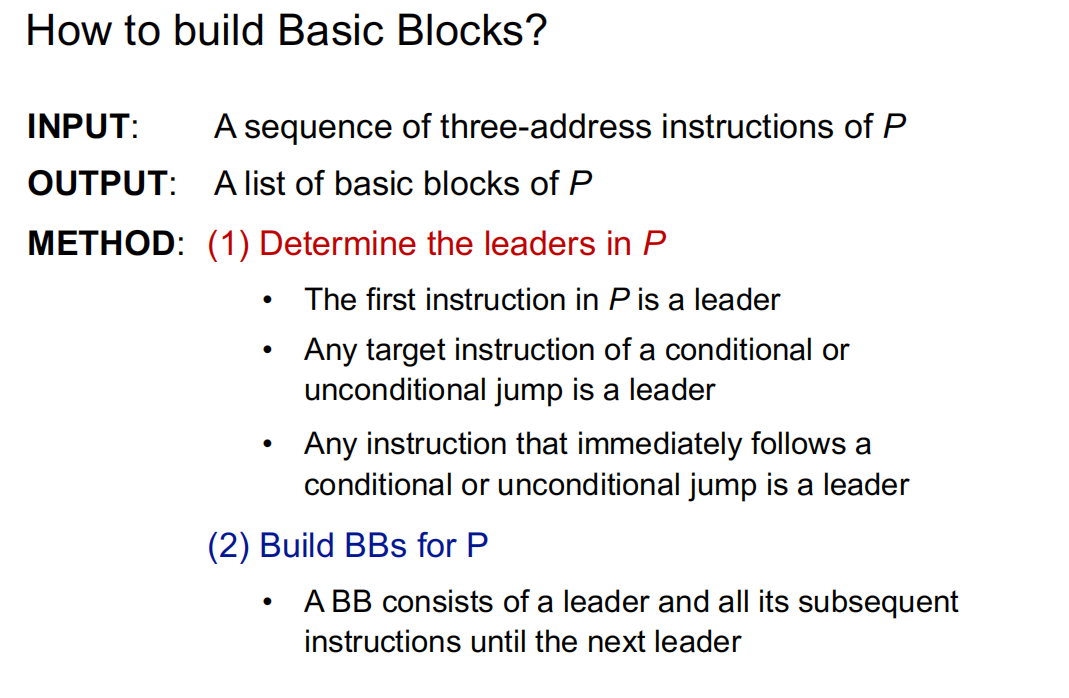 How to build Basic Blocks?
INPUT: A sequence of three-address instructions of P
OUTPUT: A list of basic blocks of P
METHOD: (1) Determine the leaders in P
• The first instruction in P is a leader
• Any target instruction of a conditional or
unconditional jump is a leader
• Any instruction that immediately follows a
conditional or unconditional jump is a leader
(2) Build BBs for P
• A BB consists of a leader and all its subsequent
instructions until the next leader